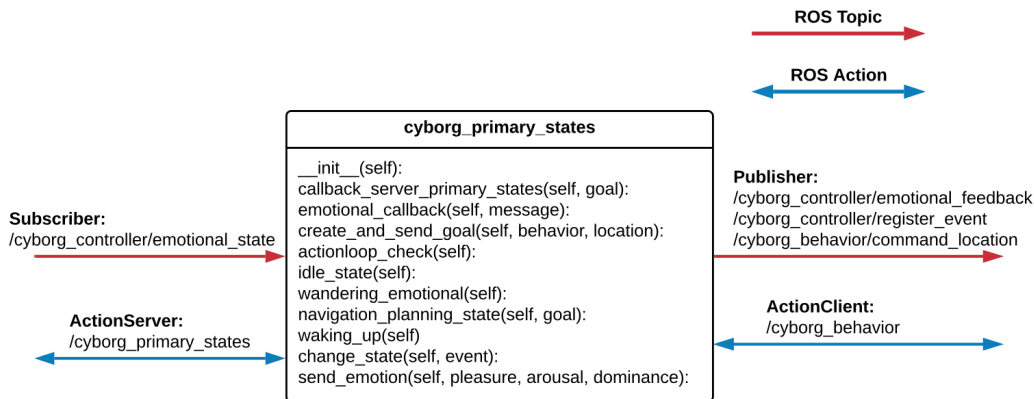 ROS Topic
ROS Action
cyborg_primary_states
__init__(self):
callback_server_primary_states(self, goal):
emotional_callback(self, message):
create_and_send_goal(self, behavior, location):
actionloop_check(self):
idle_state(self):
wandering_emotional(self):
navigation_planning_state(self, goal):
waking_up(self)
change_state(self, event):
send_emotion(self, pleasure, arousal, dominance):
Subscriber:
/cyborg_controller/emotional_state
ActionServer:
/cyborg_primary_states
Publisher:
/cyborg_controller/emotional_feedback
/cyborg_controller/register_event
/cyborg_behavior/command_location
ActionClient:
/cyborg_behavior